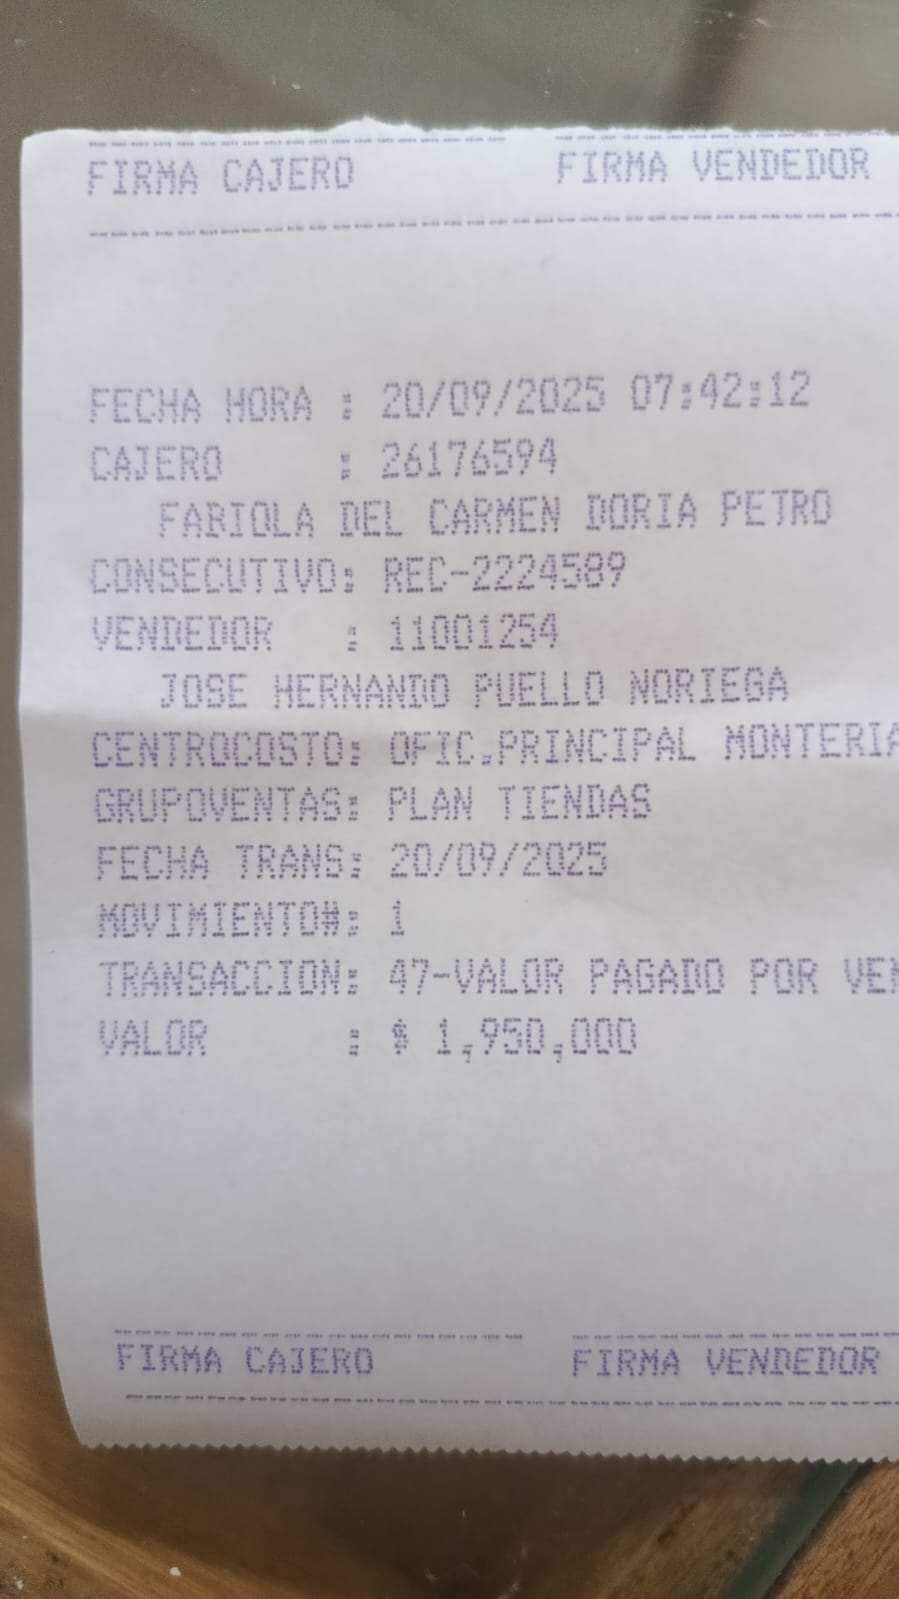 FIRMA CAJERO FIRMA VENDEDOR
FECHA HORA : 20/09/2025 07:42:12
CAJERO : 26176594
FABIOLA DEL CARMEN DORIA PETRO
CONSECUTIVO: REC-2224589
VENDEDOR : 11001254
JOSE HERNANDO PUELLO NORIEGA
CENTROCOSTO: OFIC.PRINCIPAL MONTERIA
GRUPOVENTAS: PLAN TIENDAS
FECHA TRANS: 20/09/2025
MOVIMIENTO#: 1
TRANSACCION: 47-VALOR PAGADO POR VEN
VALOR : $ 1,950,000
FIRMA CAJERO FIRMA VENDEDOR